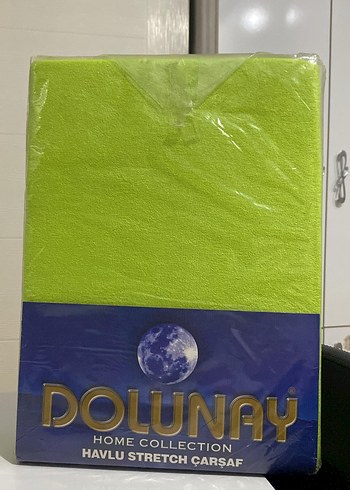 DOLUNAY
HOME COLLECTION
HAVLU STRETCH ÇARŞAF